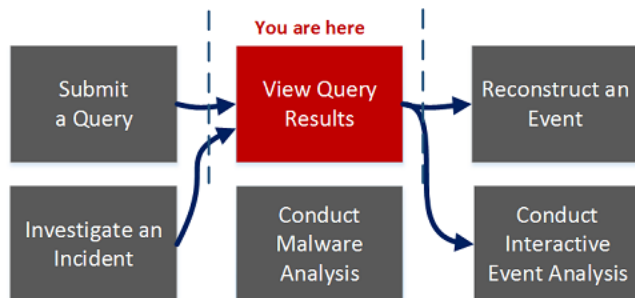 You are here
Submit
a Query
View Query
Results
Reconstruct an
Event
Investigate an
Incident
Conduct
Malware
Analysis
Conduct
Interactive
Event Analysis